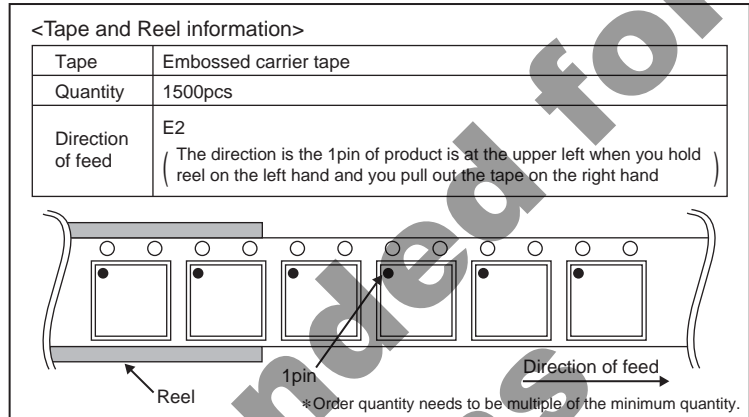 <Tape and Reel information>
Tape Embossed carrier tape
Quantity 1500pcs
Direction of feed E2
( The direction is the 1pin of product is at the upper left when you hold
reel on the left hand and you pull out the tape on the right hand )
1pin
Direction of feed
Reel
*Order quantity needs to be multiple of the minimum quantity.
nded for
s